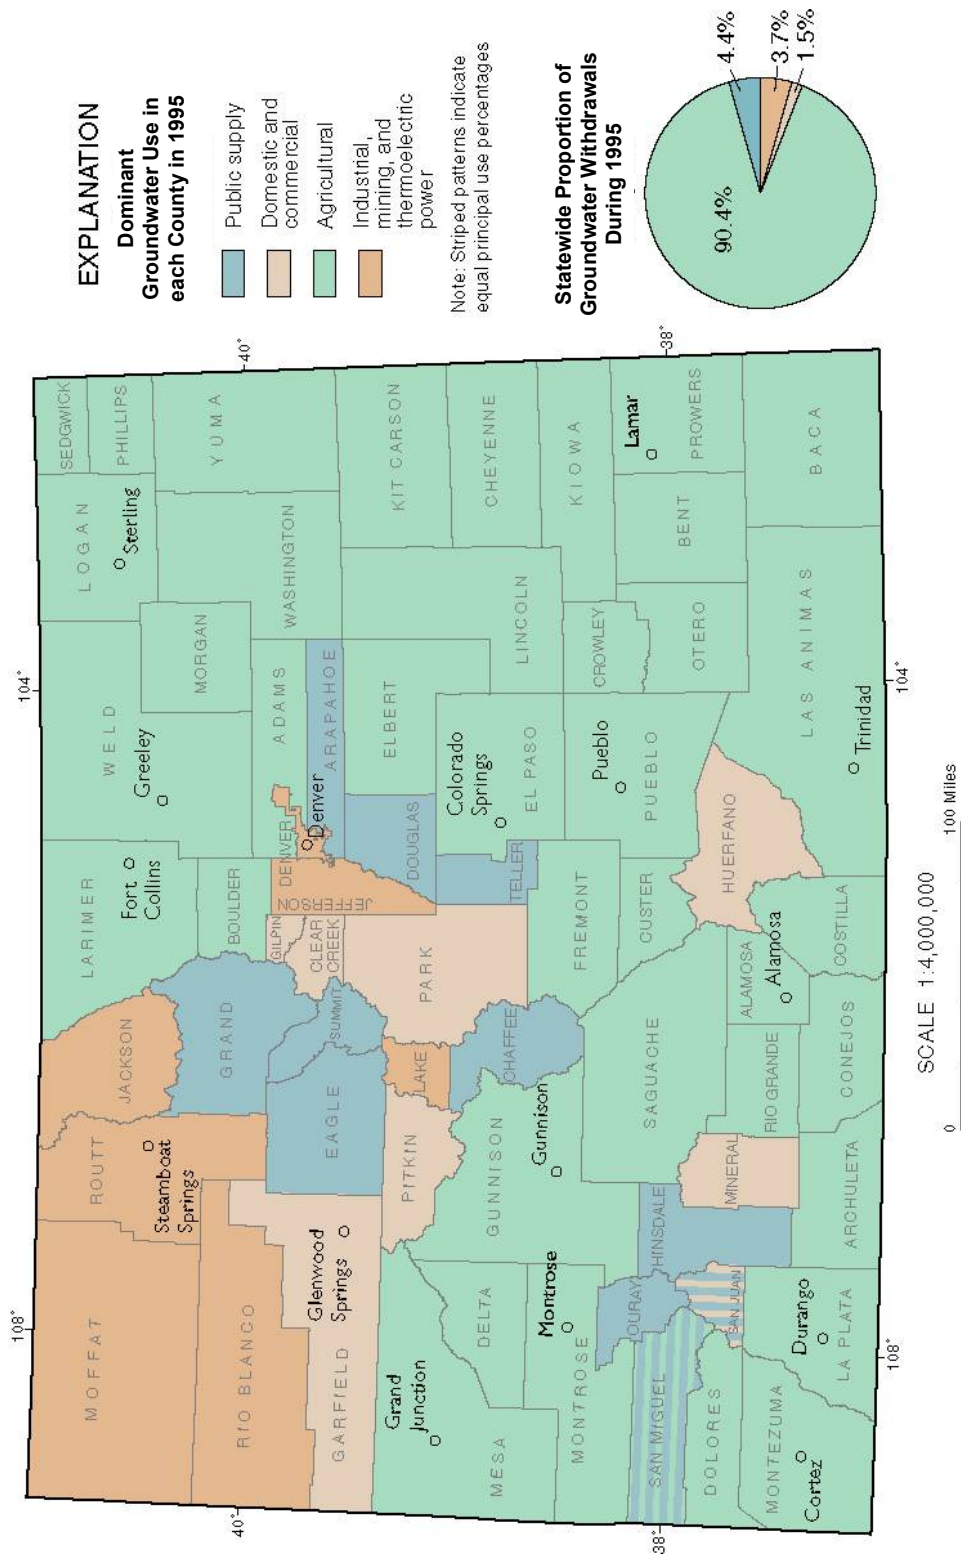 EXPLANATION
Dominant
Groundwater Use in
each County in 1995
Public supply
Domestic and
commercial
Agricultural
Industrial,
mining, and
thermoelectric
power
Note: Striped patterns indicate
equal principal use percentages
Statewide Proportion of
Groundwater Withdrawals
During 1995
90.4%
4.4%
3.7%
1.5%
108°
104°
40°
38°
40°
38°
108°
104°
MOFFAT
ROUTT
JACKSON
LARIMER
WELD
LOGAN
SEDGWICK
PHILLIPS
Steamboat
Springs
Fort
Collins
Greeley
Sterling
RIO BLANCO
GRAND
BOULDER
MORGAN
WASHINGTON
YUMA
GARFIELD
Glenwood
Springs
EAGLE
SUMMIT
GILPIN
CLEAR
CREEK
JEFFERSON
DENVER
Denver
ADAMS
ARAPAHOE
Grand
Junction
MESA
DELTA
PITKIN
LAKE
PARK
DOUGLAS
ELBERT
LINCOLN
KIT CARSON
CHEYENNE
GUNNISON
Gunnison
CHAFFEE
TELLER
Colorado
Springs
EL PASO
Montrose
MONTROSE
OURAY
SAGUACHE
FREMONT
CUSTER
Pueblo
PUEBLO
CROWLEY
KIOWA
Lamar
PROWERS
BENT
OTERO
SAN MIGUEL
HINSDALE
SAN JUAN
DOLORES
MINERAL
RIO GRANDE
ALAMOSA
Alamosa
HUERFANO
LAS ANIMAS
BACA
MONTEZUMA
Cortez
Durango
LA PLATA
ARCHULETA
CONEJOS
COSTILLA
Trinidad
SCALE 1:4,000,000
0
100 Miles